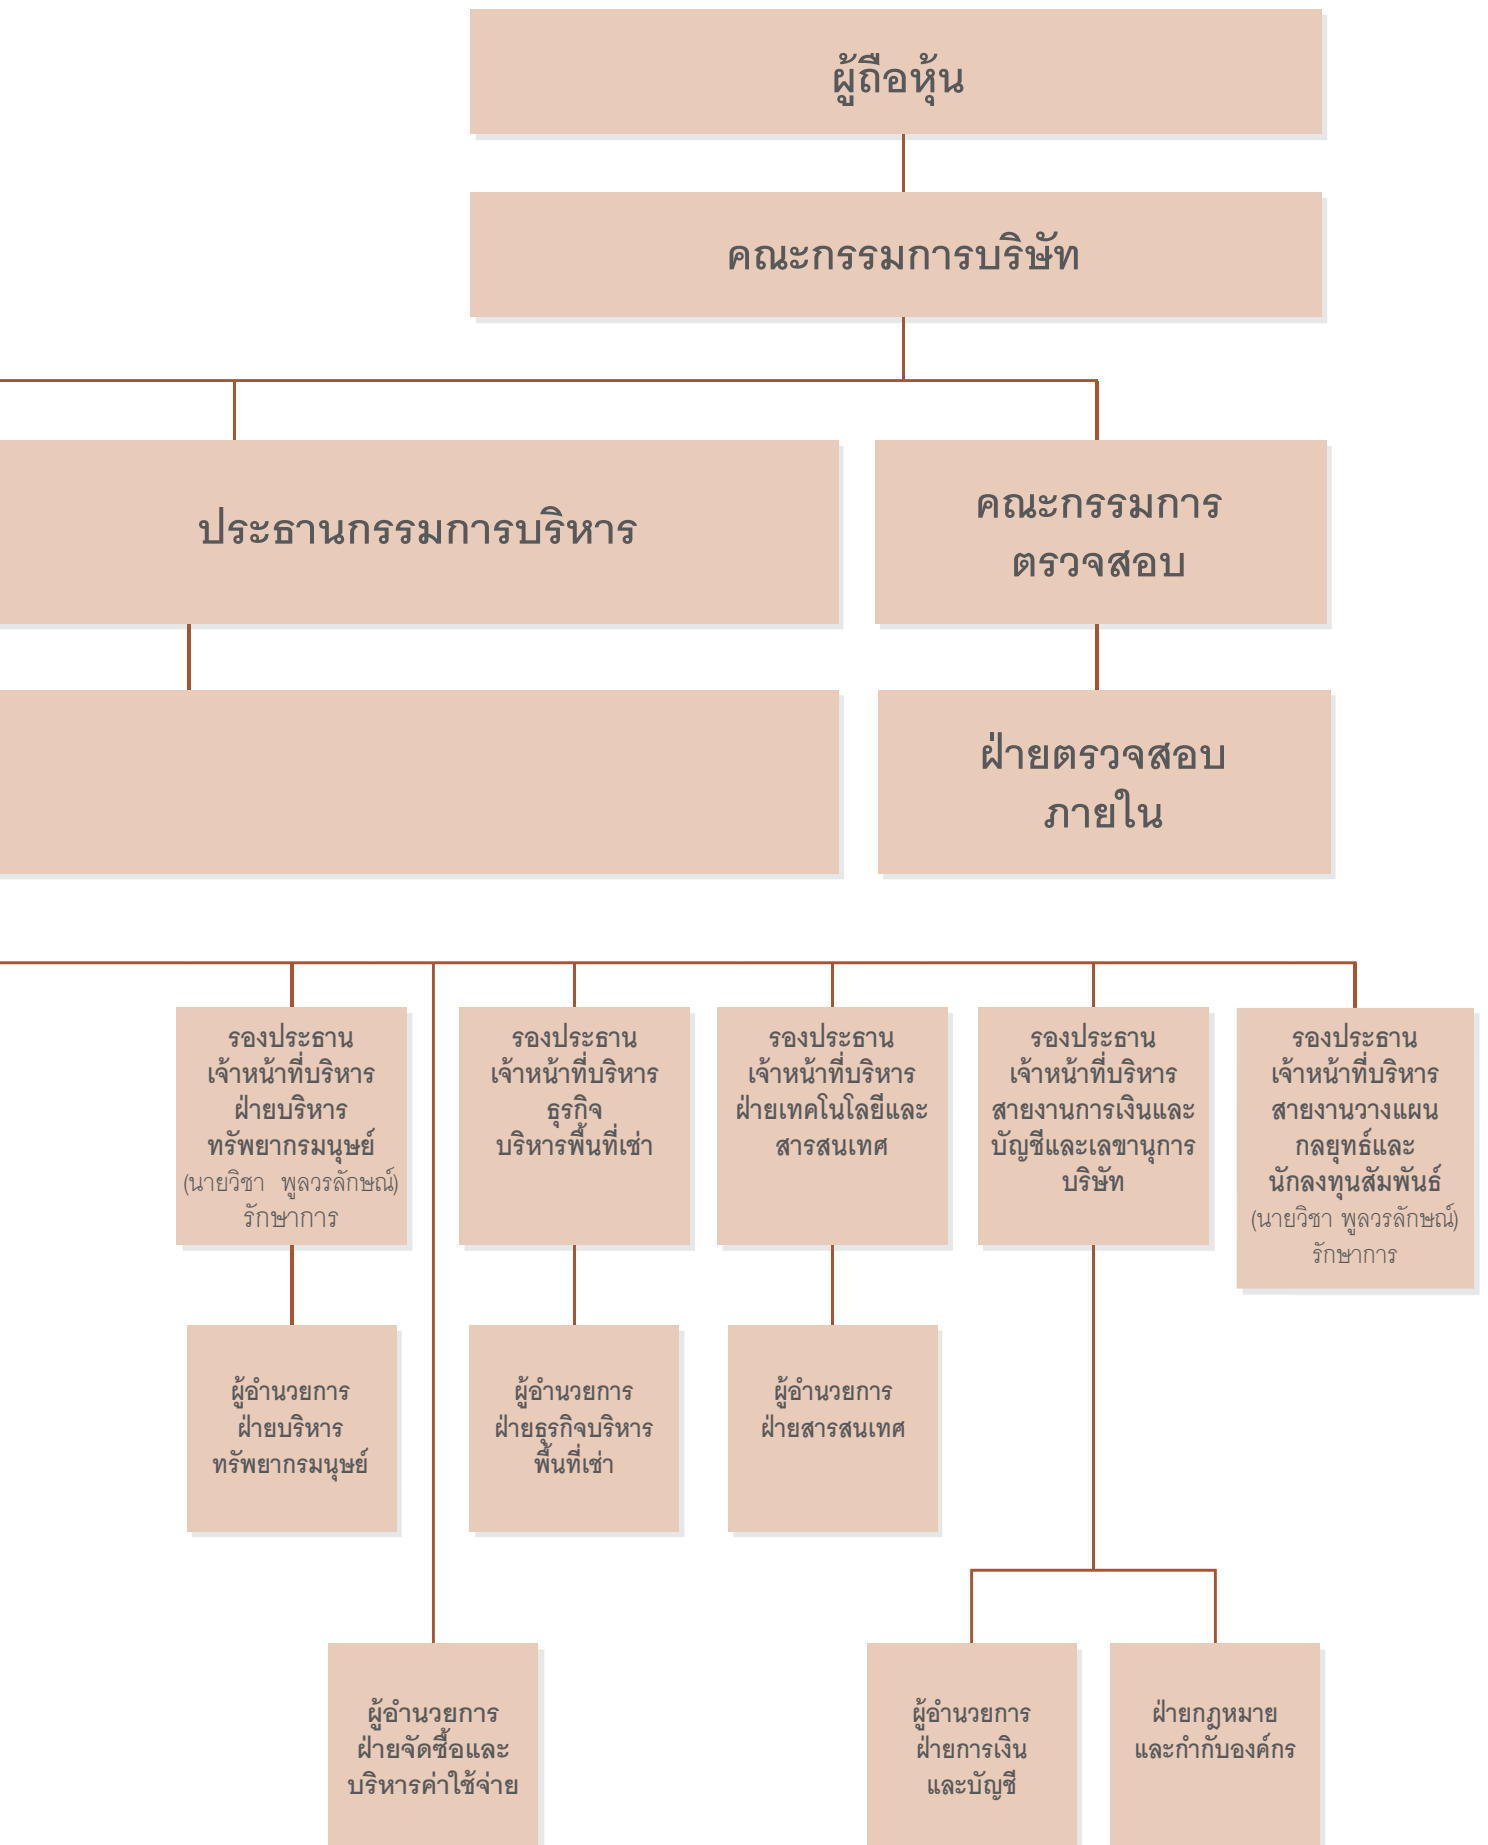 ผู้ถือหุ้น
คณะกรรมการบริษัท
ประธานกรรมการบริหาร
คณะกรรมการ
ตรวจสอบ
ฝ่ายตรวจสอบ
ภายใน
รองประธาน
เจ้าหน้าที่บริหาร
ฝ่ายบริหาร
ทรัพยากรมนุษย์
(นายวิชา พูลวรลักษณ์)
รักษาการ
รองประธาน
เจ้าหน้าที่บริหาร
ธุรกิจ
บริหารพื้นที่เช่า
รองประธาน
เจ้าหน้าที่บริหาร
ฝ่ายเทคโนโลยีและ
สารสนเทศ
รองประธาน
เจ้าหน้าที่บริหาร
สายงานการเงินและ
บัญชีและเลขานุการ
บริษัท
รองประธาน
เจ้าหน้าที่บริหาร
สายงานวางแผน
กลยุทธ์และ
นักลงทุนสัมพันธ์
(นายวิชา พูลวรลักษณ์)
รักษาการ
ผู้อำนวยการ
ฝ่ายบริหาร
ทรัพยากรมนุษย์
ผู้อำนวยการ
ฝ่ายธุรกิจบริหาร
พื้นที่เช่า
ผู้อำนวยการ
ฝ่ายสารสนเทศ
ผู้อำนวยการ
ฝ่ายจัดซื้อและ
บริหารค่าใช้จ่าย
ผู้อำนวยการ
ฝ่ายการเงิน
และบัญชี
ฝ่ายกฎหมาย
และกำกับองค์กร